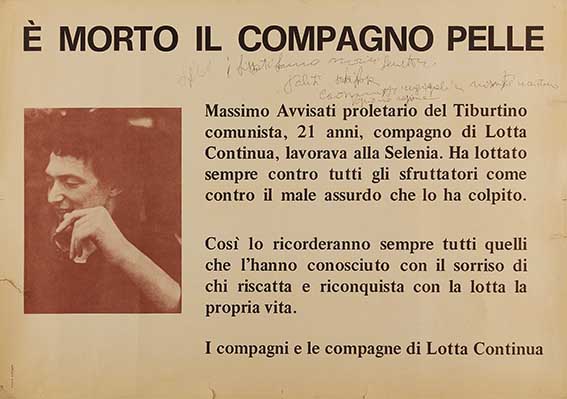 È MORTO IL COMPAGNO PELLE
Massimo Avvisati proletario del Tiburtino
comunista, 21 anni, compagno di Lotta
Continua, lavorava alla Selenia. Ha lottato
sempre contro tutti gli sfruttatori come
contro il male assurdo che lo ha colpito.
Così lo ricorderanno sempre tutti quelli
che l'hanno conosciuto con il sorriso di
chi riscatta e riconquista con la lotta la
propria vita.
I compagni e le compagne di Lotta Continua